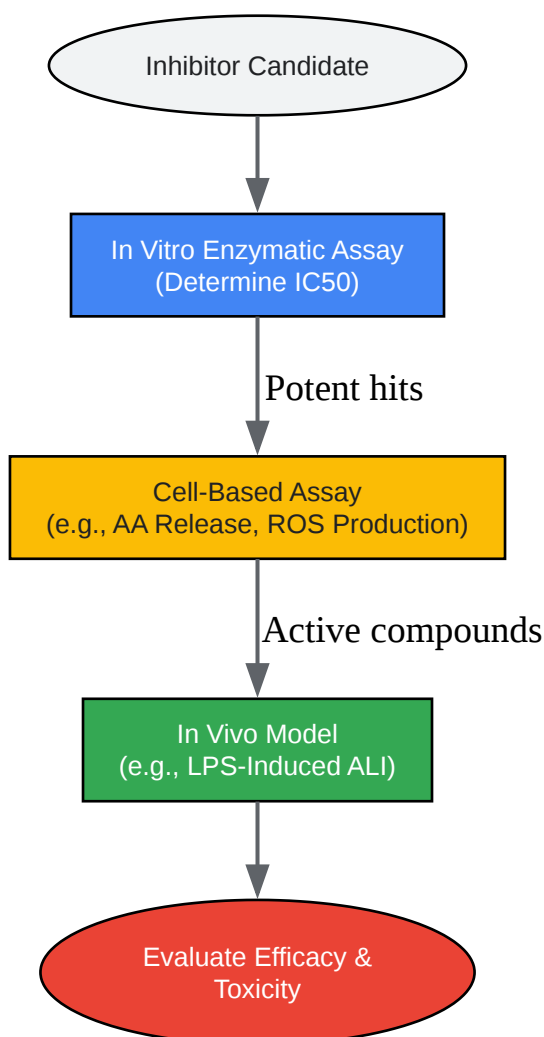 Inhibitor Candidate
In Vitro Enzymatic Assay
(Determine IC50)
Potent hits
Cell-Based Assay
(e.g., AA Release, ROS Production)
Active compounds
In Vivo Model
(e.g., LPS-Induced ALI)
Evaluate Efficacy &
Toxicity